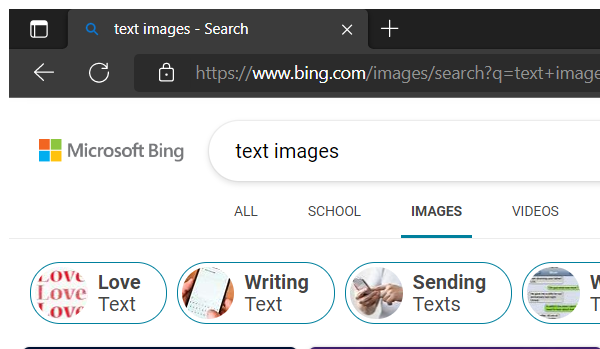 text images - Search
https://www.bing.com/images/search?q=text+image
Microsoft Bing
text images
ALL SCHOOL IMAGES VIDEOS
Love
Love
Love
Love
Text
Writing
Text
Sending
Texts